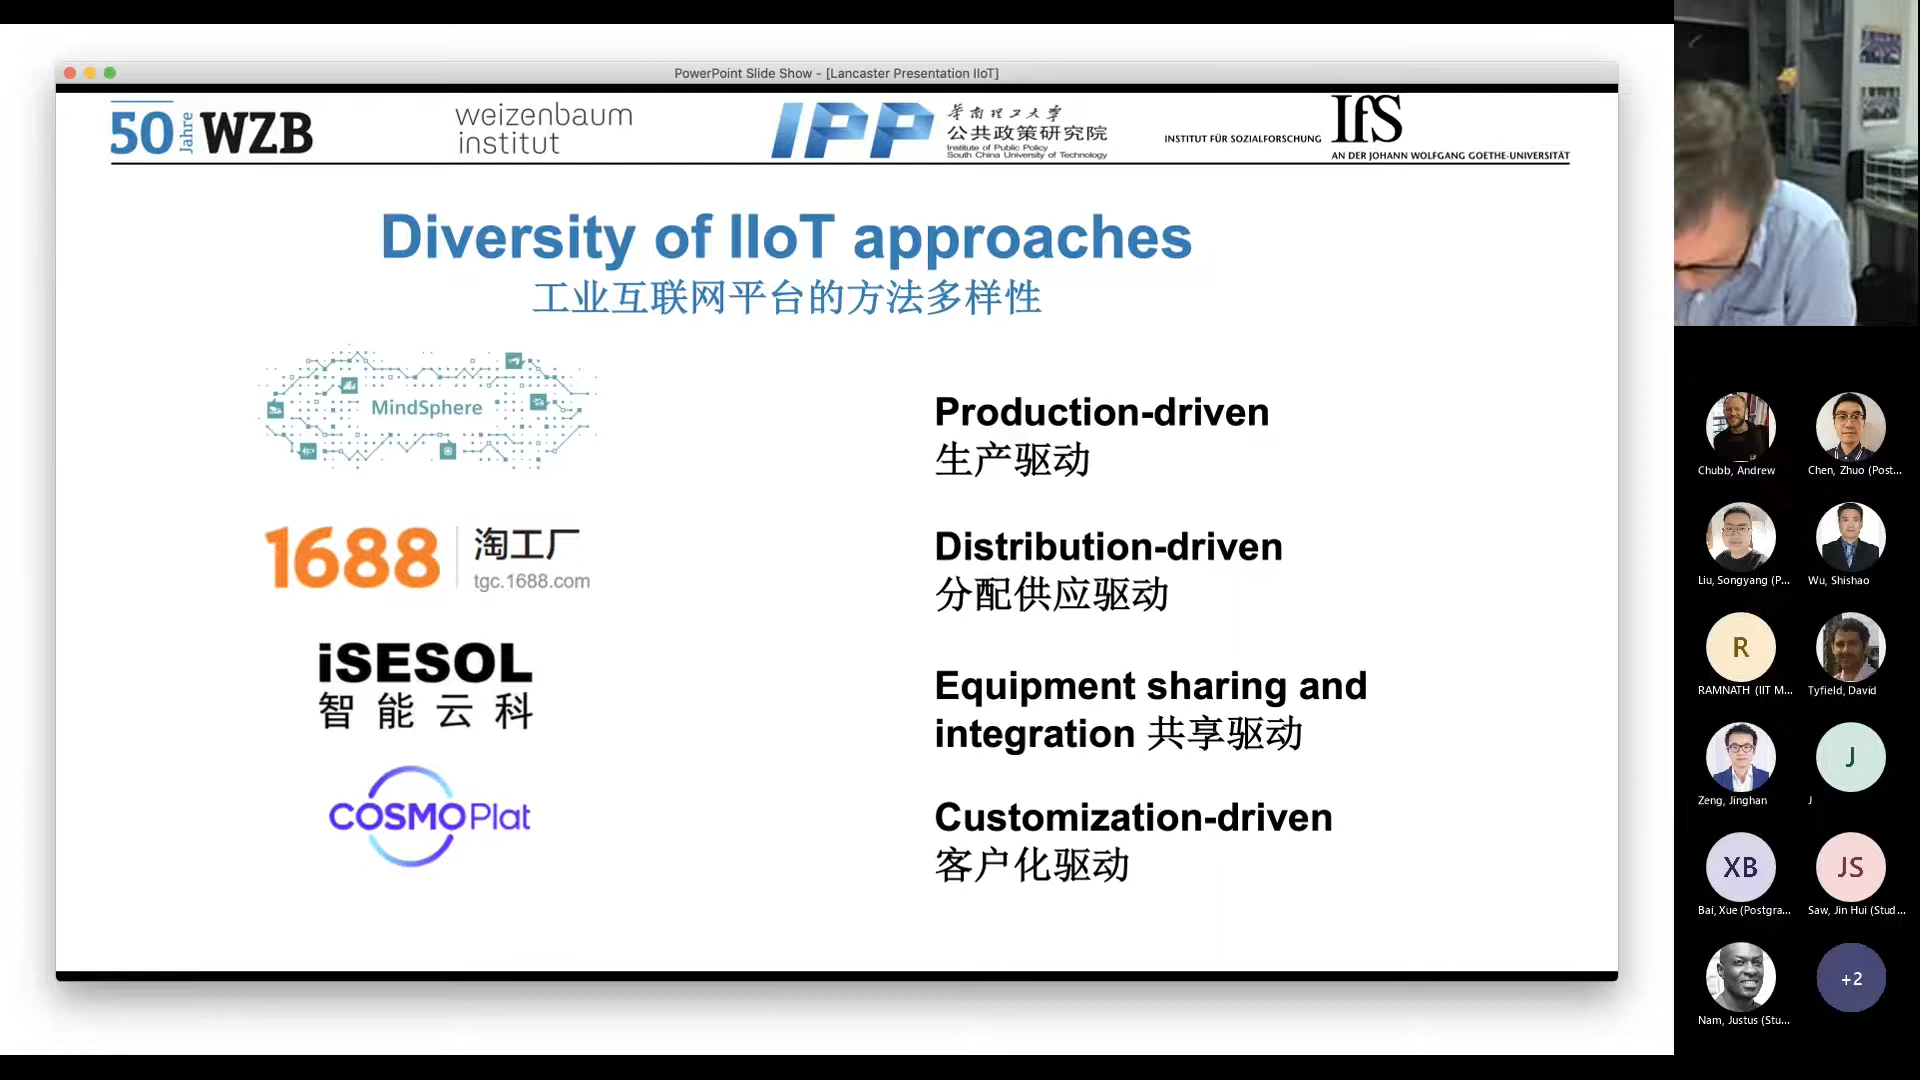 PowerPoint Slide Show - [Lancaster Presentation IIoT]
50 Jahre WZB
weizenbaum
institut
IPP
华南理工大学
公共政策研究院
Institute of Public Policy
South China University of Technology
INSTITUT FÜR SOZIALFORSCHUNG IfS
AN DER JOHANN WOLFGANG GOETHE-UNIVERSITÄT
Diversity of IIoT approaches
工业互联网平台的方法多样性
MindSphere
Production-driven
生产驱动
1688 淘工厂
tgc.1688.com
Distribution-driven
分配供应驱动
iSESOL
智能云科
Equipment sharing and
integration 共享驱动
COSMOPlat
Customization-driven
客户化驱动
Chubb, Andrew
Chen, Zhuo (Post...
Liu, Songyang (P...
Wu, Shishao
R
RAMNATH (IIT M...
Tyfield, David
Zeng, Jinghan
J
J
XB
Bai, Xue (Postgra...
JS
Saw, Jin Hui (Stud...
Nam, Justus (Stu...
+2